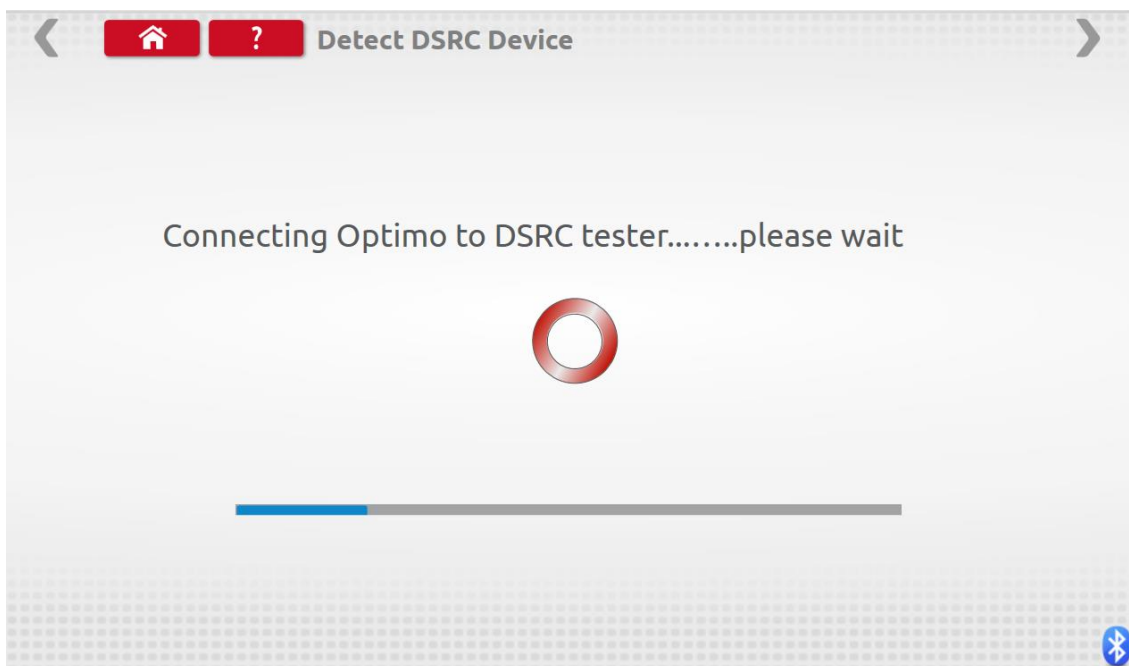 ? Detect DSRC Device
Connecting Optimo to DSRC tester........please wait